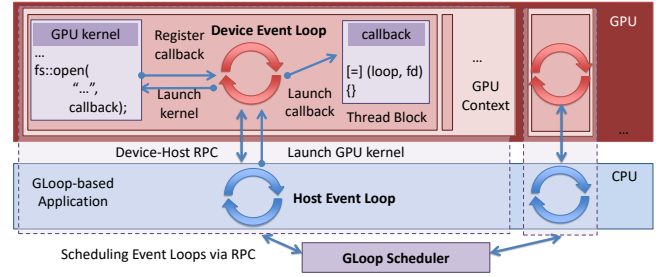 GPU kernel
…
fs::open(
“…”,
callback);
Register
callback
Launch
kernel
Device Event Loop
Launch
callback
callback
[=] (loop, fd)
{}
Thread Block
…
GPU
Context
GPU
…
Device-Host RPC
Launch GPU kernel
CPU
GLoop-based
Application
Host Event Loop
Scheduling Event Loops via RPC
GLoop Scheduler